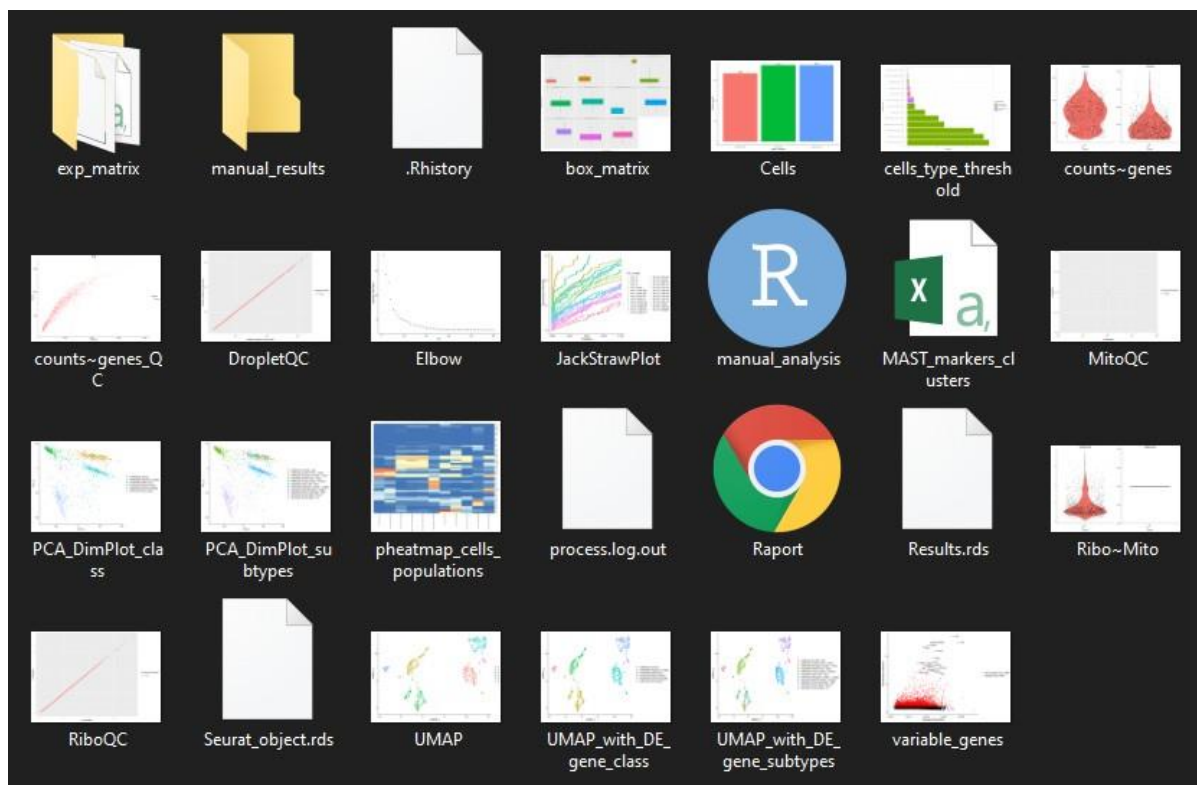 exp_matrix
manual_results
.Rhistory
box_matrix
Cells
cells_type_thresh
old
counts~genes
counts~genes_Q
C
DropletQC
Elbow
JackStrawPlot
R
manual_analysis
X
a,
MAST_markers_cl
usters
MitoQC
PCA_DimPlot_cla
ss
PCA_DimPlot_su
btypes
pheatmap_cells_
populations
process.log.out
Raport
Results.rds
Ribo~Mito
RiboQC
Seurat_object.rds
UMAP
UMAP_with_DE_
gene_class
UMAP_with_DE_
gene_subtypes
variable_genes